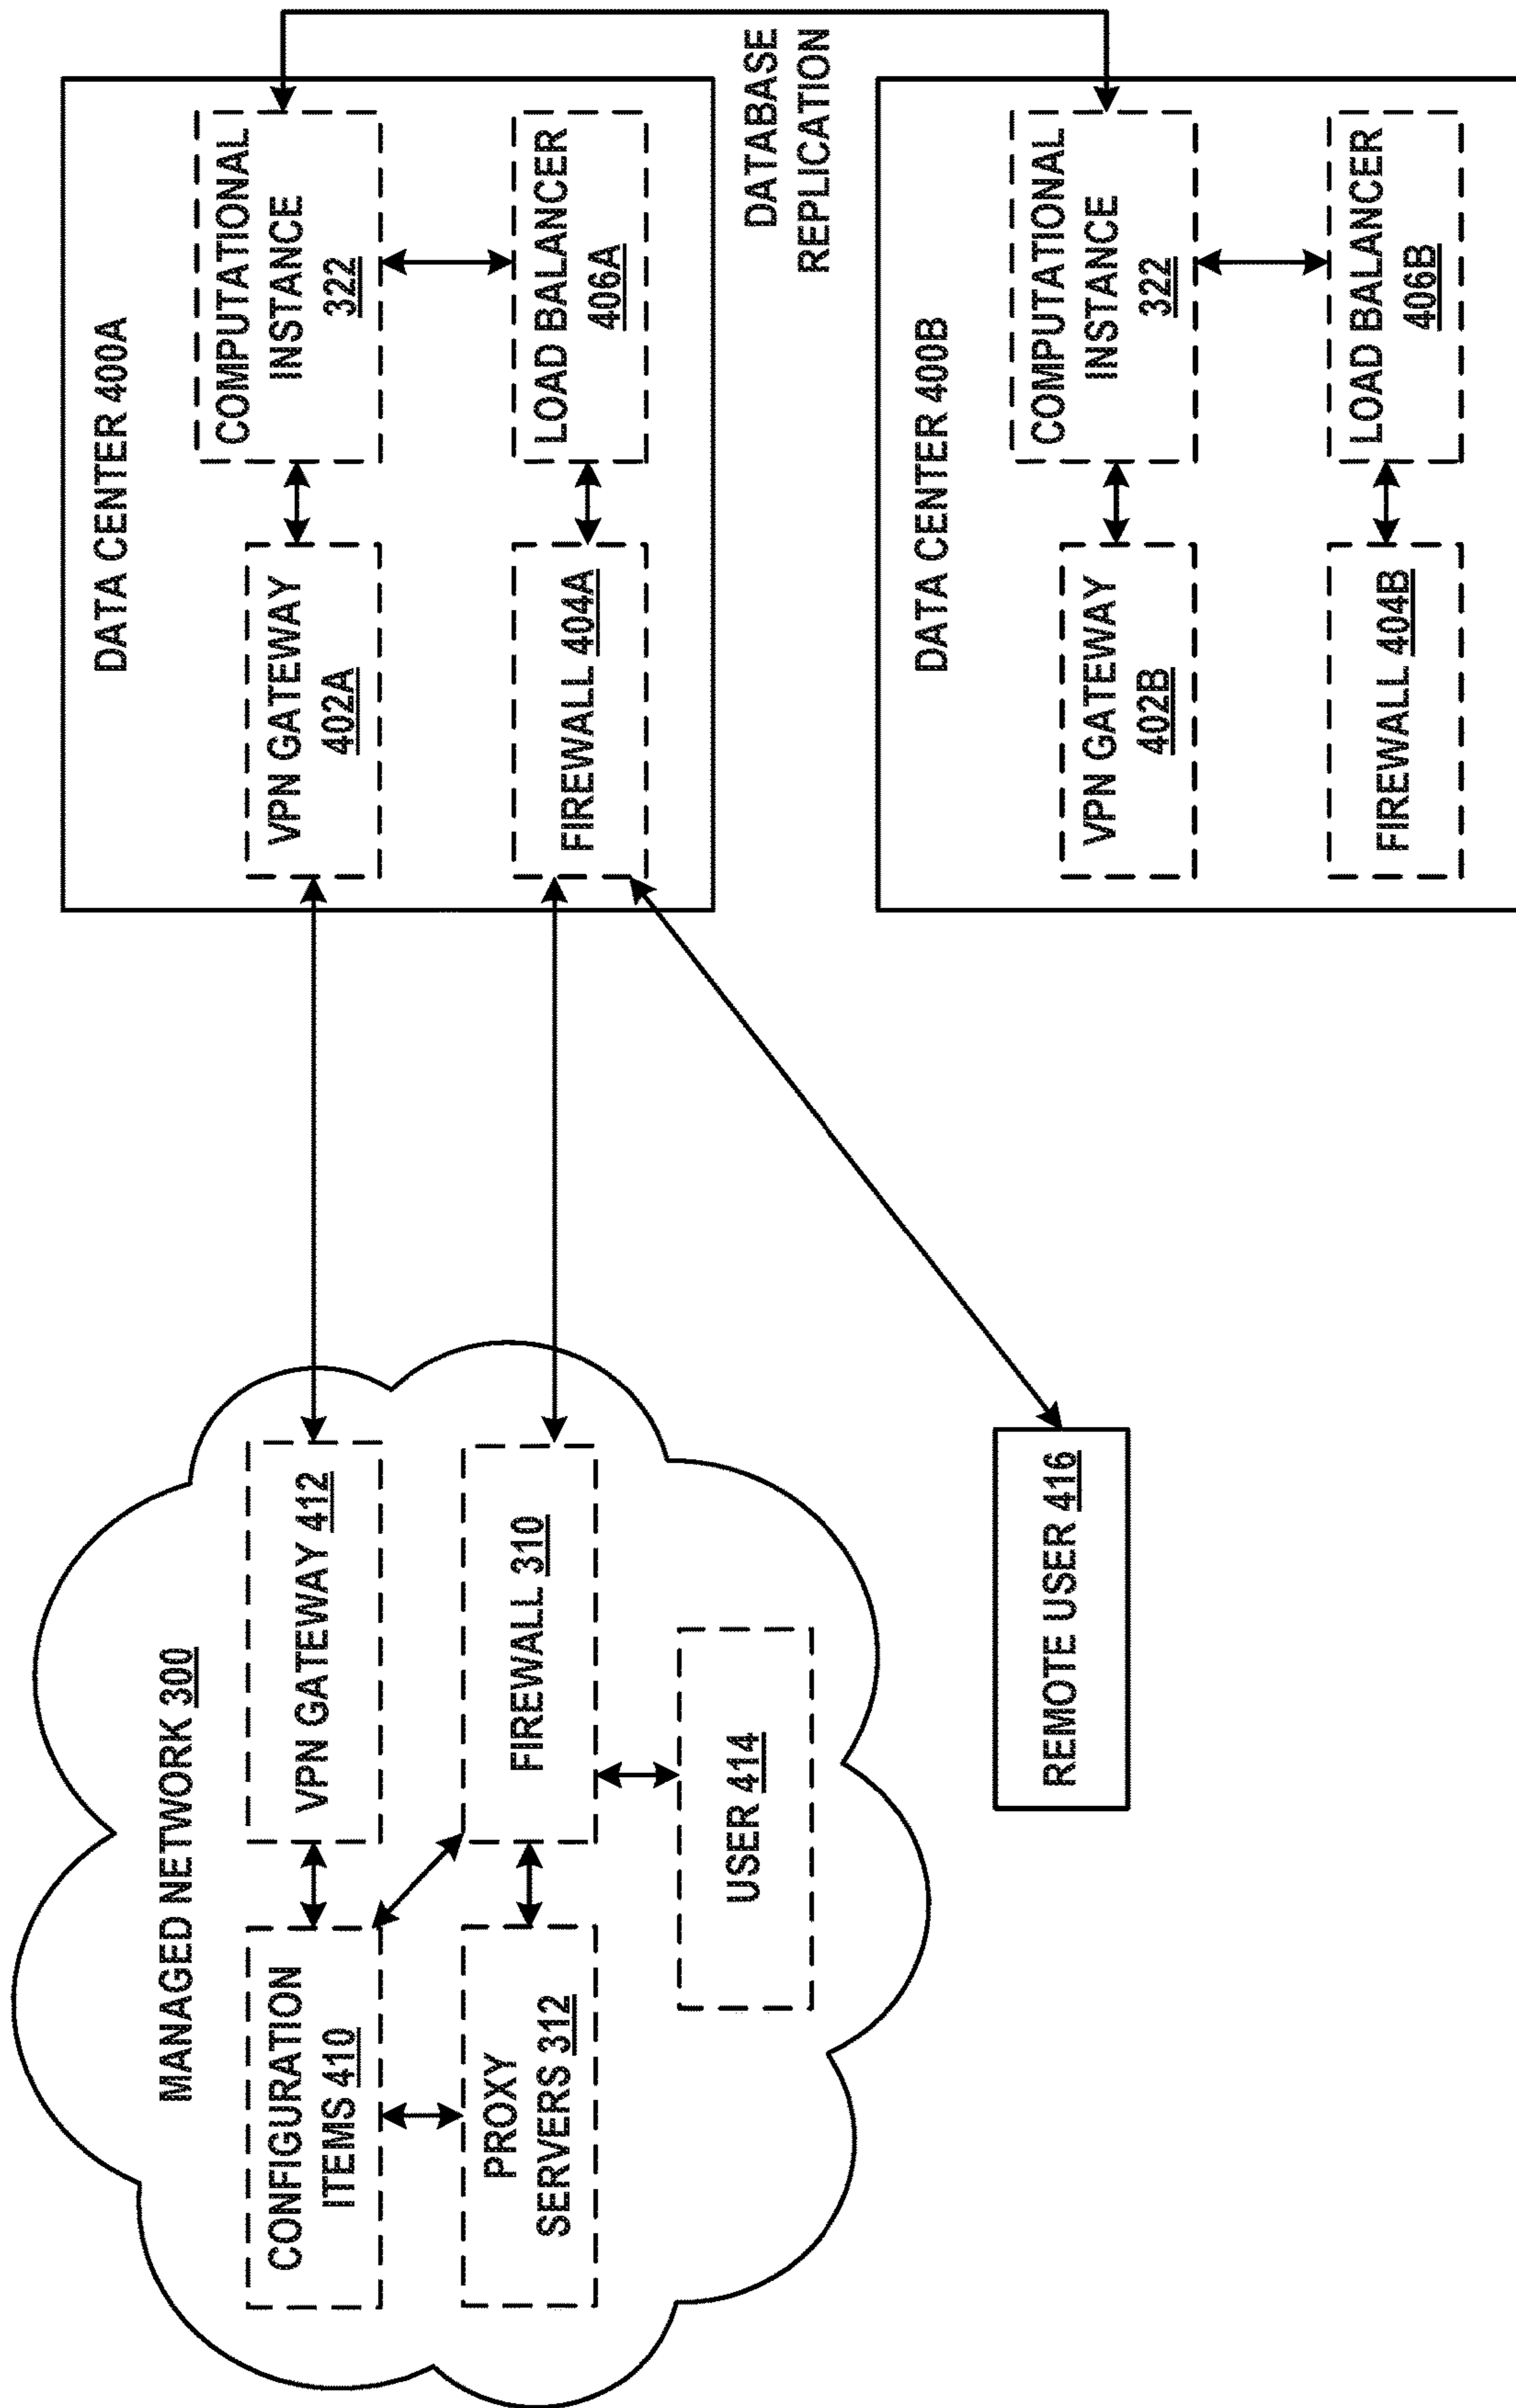 MANAGED NETWORK 300
CONFIGURATION
ITEMS 410
VPN GATEWAY 412
PROXY
SERVERS 312
FIREWALL 310
USER 414
REMOTE USER 416
DATA CENTER 400A
VPN GATEWAY
402A
COMPUTATIONAL
INSTANCE
322
FIREWALL 404A
LOAD BALANCER
406A
DATABASE
REPLICATION
DATA CENTER 400B
VPN GATEWAY
402B
COMPUTATIONAL
INSTANCE
322
FIREWALL 404B
LOAD BALANCER
406B